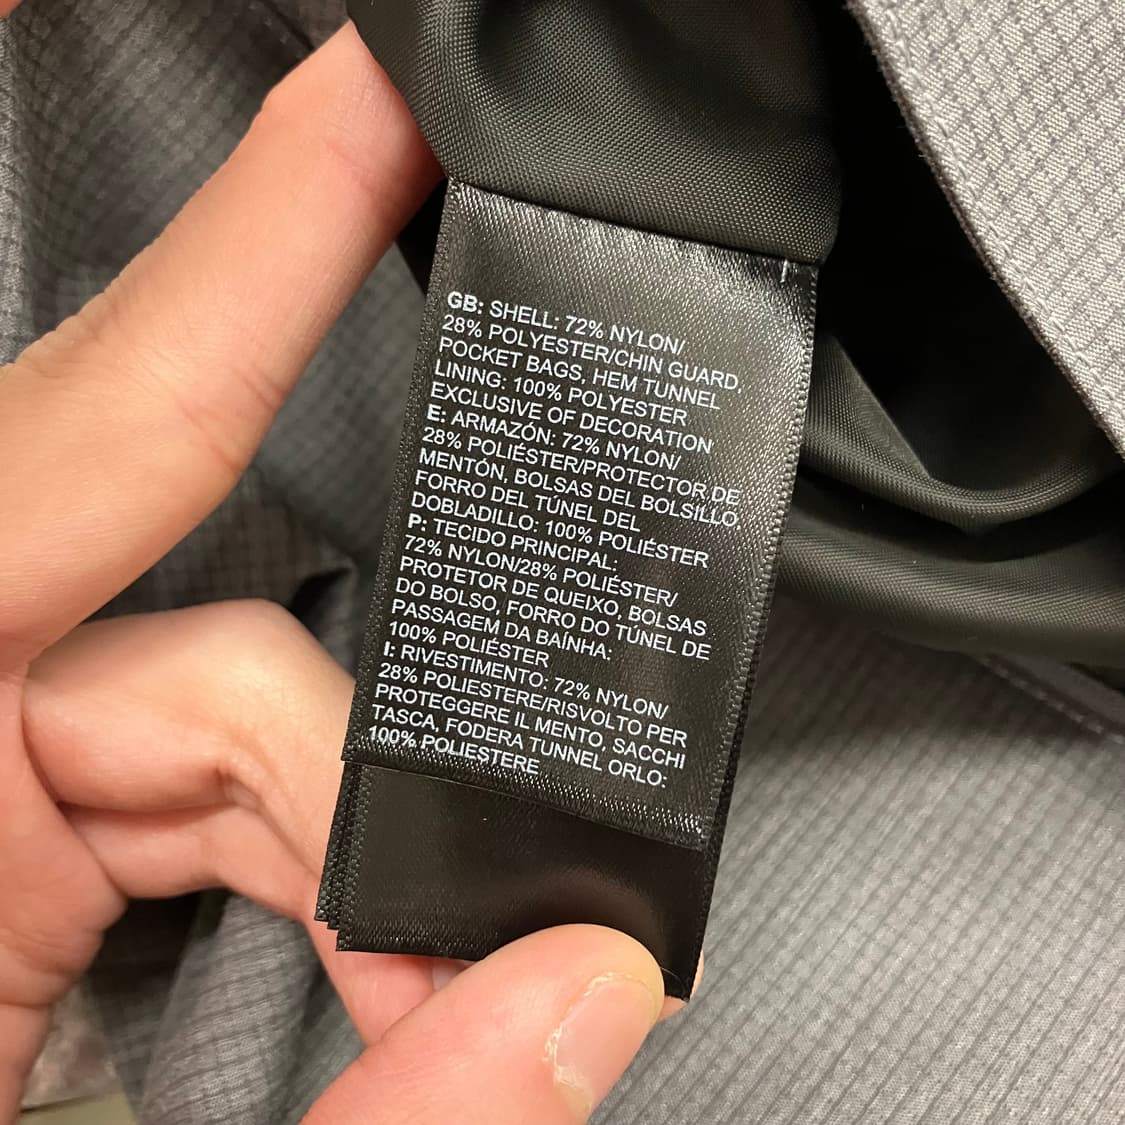 GB: SHELL: 72% NYLON/
28% POLYESTER/CHIN GUARD,
POCKET BAGS, HEM TUNNEL
LINING: 100% POLYESTER
EXCLUSIVE OF DECORATION
E: ARMAZÓN: 72% NYLON/
28% POLIÉSTER/PROTECTOR DE
MENTÓN, BOLSAS DEL BOLSILLO
FORRO DEL TÚNEL DEL
DOBLADILLO: 100% POLIÉSTER
P: TECIDO PRINCIPAL:
72% NYLON/28% POLIÉSTER/
PROTETOR DE QUEIXO, BOLSAS
DO BOLSO, FORRO DO TÚNEL DE
PASSAGEM DA BAÍNHA:
100% POLIÉSTER
I: RIVESTIMENTO: 72% NYLON/
28% POLIESTERE/RISVOLTO PER
PROTEGGERE IL MENTO, SACCHI
TASCA, FODERA TUNNEL ORLO:
100% POLIESTERE